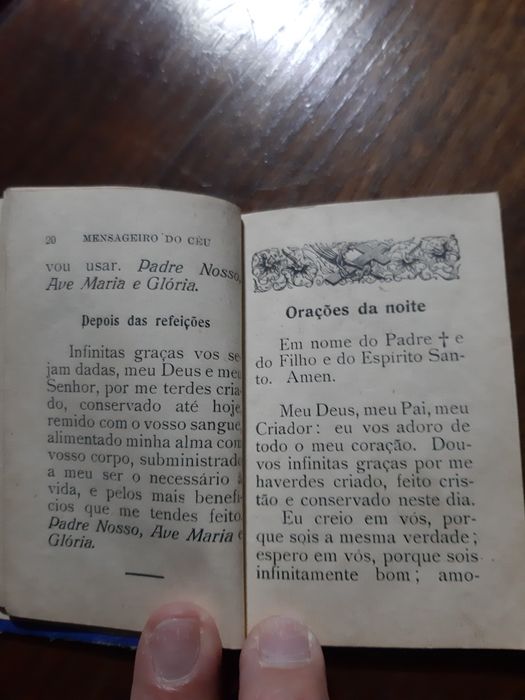 20 MENSAGEIRO DO CÉU
vou usar. Padre Nosso,
Ave Maria e Glória.
Depois das refeições
Infinitas graças vos se-
jam dadas, meu Deus e meu
Senhor, por me terdes cria-
do, conservado até hoje,
remido com o vosso sangue,
alimentado minha alma com
vosso corpo, subministrado
a meu ser o necessário à
vida, e pelos mais benefí-
cios que me tendes feito.
Padre Nosso, Ave Maria e
Glória.
Orações da noite
Em nome do Padre ✝ e
do Filho e do Espírito San-
to. Amen.
Meu Deus, meu Pai, meu
Criador: eu vos adoro de
todo o meu coração. Dou-
vos infinitas graças por me
haverdes criado, feito cris-
tão e conservado neste dia.
Eu creio em vós, por-
que sois a mesma verdade;
espero em vós, porque sois
infinitamente bom; amo-